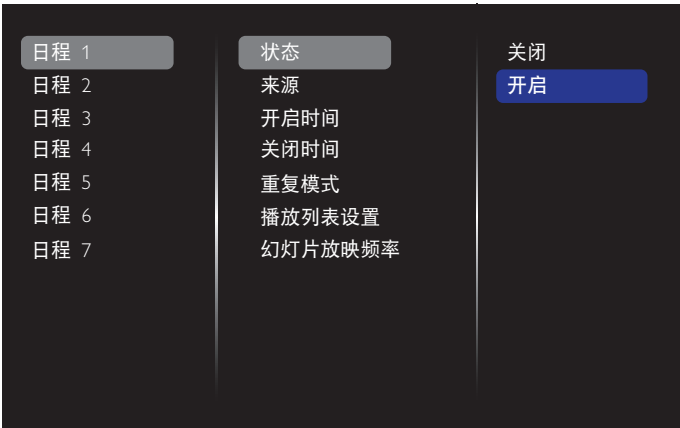 日程 1
日程 2
日程 3
日程 4
日程 5
日程 6
日程 7
状态
来源
开启时间
关闭时间
重复模式
播放列表设置
幻灯片放映频率
关闭
开启